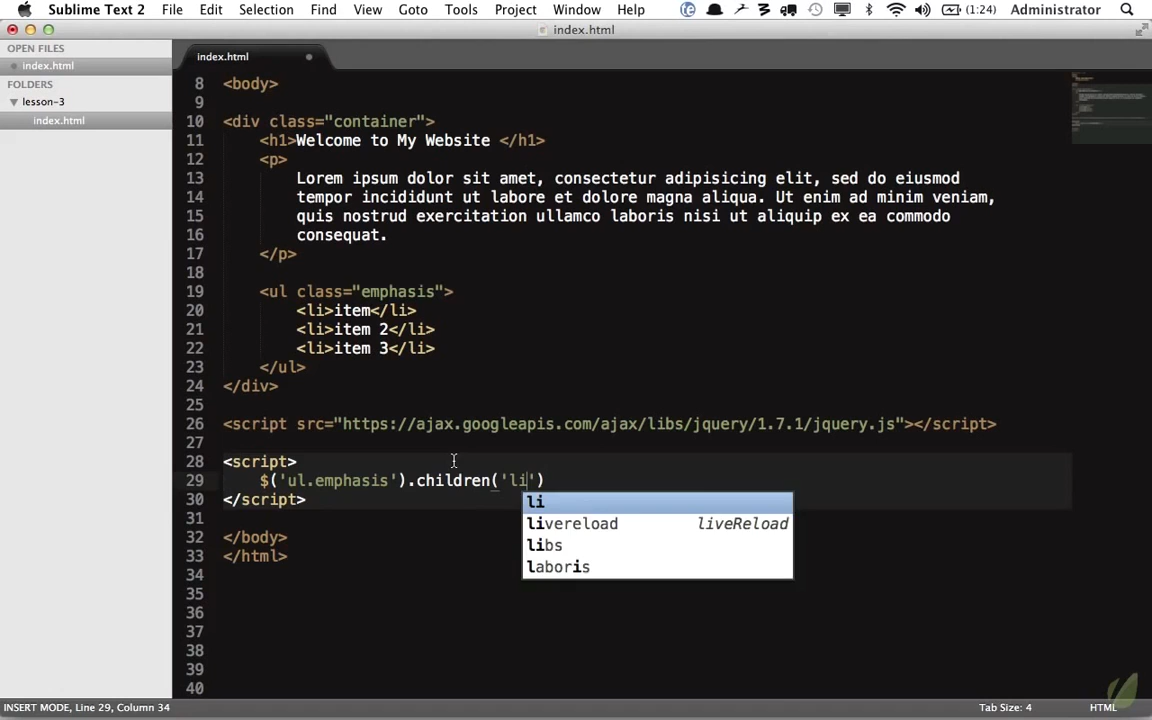 Sublime Text 2 File Edit Selection Find View Goto Tools Project Window Help (1:24) Administrator
index.html
OPEN FILES
index.html
FOLDERS
lesson-3
index.html
index.html
8 <body>
9
10 <div class="container">
11 <h1>Welcome to My Website </h1>
12 <p>
13 Lorem ipsum dolor sit amet, consectetur adipisicing elit, sed do eiusmod
14 tempor incididunt ut labore et dolore magna aliqua. Ut enim ad minim veniam,
15 quis nostrud exercitation ullamco laboris nisi ut aliquip ex ea commodo
16 consequat.
17 </p>
18
19 <ul class="emphasis">
20 <li>item</li>
21 <li>item 2</li>
22 <li>item 3</li>
23 </ul>
24 </div>
25
26 <script src="https://ajax.googleapis.com/ajax/libs/jquery/1.7.1/jquery.js"></script>
27
28 <script>
29 $('ul.emphasis').children('li')
30 </script>
li
livereload liveReload
libs
laboris
31
32 </body>
33 </html>
34
35
36
37
38
39
40
INSERT MODE, Line 29, Column 34 Tab Size: 4 HTML